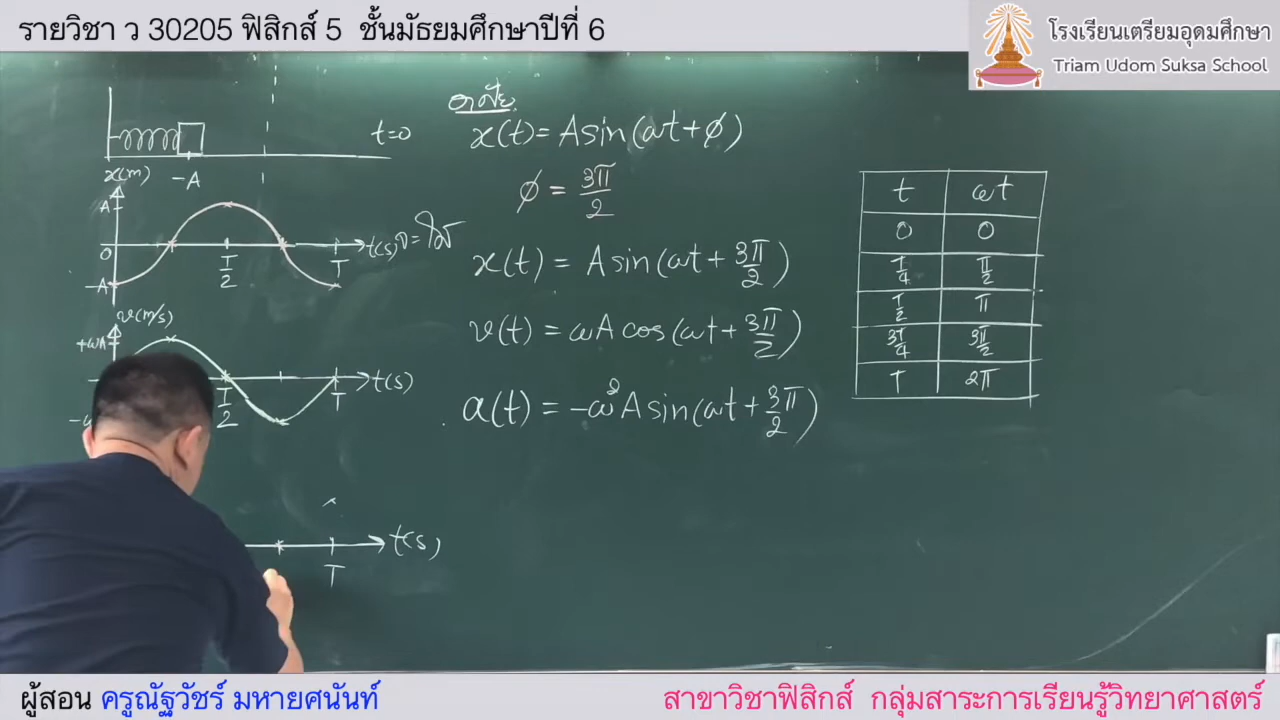 รายวิชา ว 30205 ฟิสิกส์ 5 ชั้นมัธยมศึกษาปีที่ 6
โรงเรียนเตรียมอุดมศึกษา
Triam Udom Suksa School
t=0
-A
x(t) = A sin(ωt + φ)
φ = 3π/2
x(t) = A sin(ωt + 3π/2)
v(t) = ωA cos(ωt + 3π/2)
a(t) = -ω²A sin(ωt + 3π/2)
x(m)
A
0
-A
T/2
T
t(s)
v(m/s)
+ωA
T/2
T
t(s)
T
t(s)
t ωt
0 0
T/4 π/2
T/2 π
3T/4 3π/2
T 2π
ผู้สอน ครูณัฐวัชร์ มหายศนันท์
สาขาวิชาฟิสิกส์ กลุ่มสาระการเรียนรู้วิทยาศาสตร์